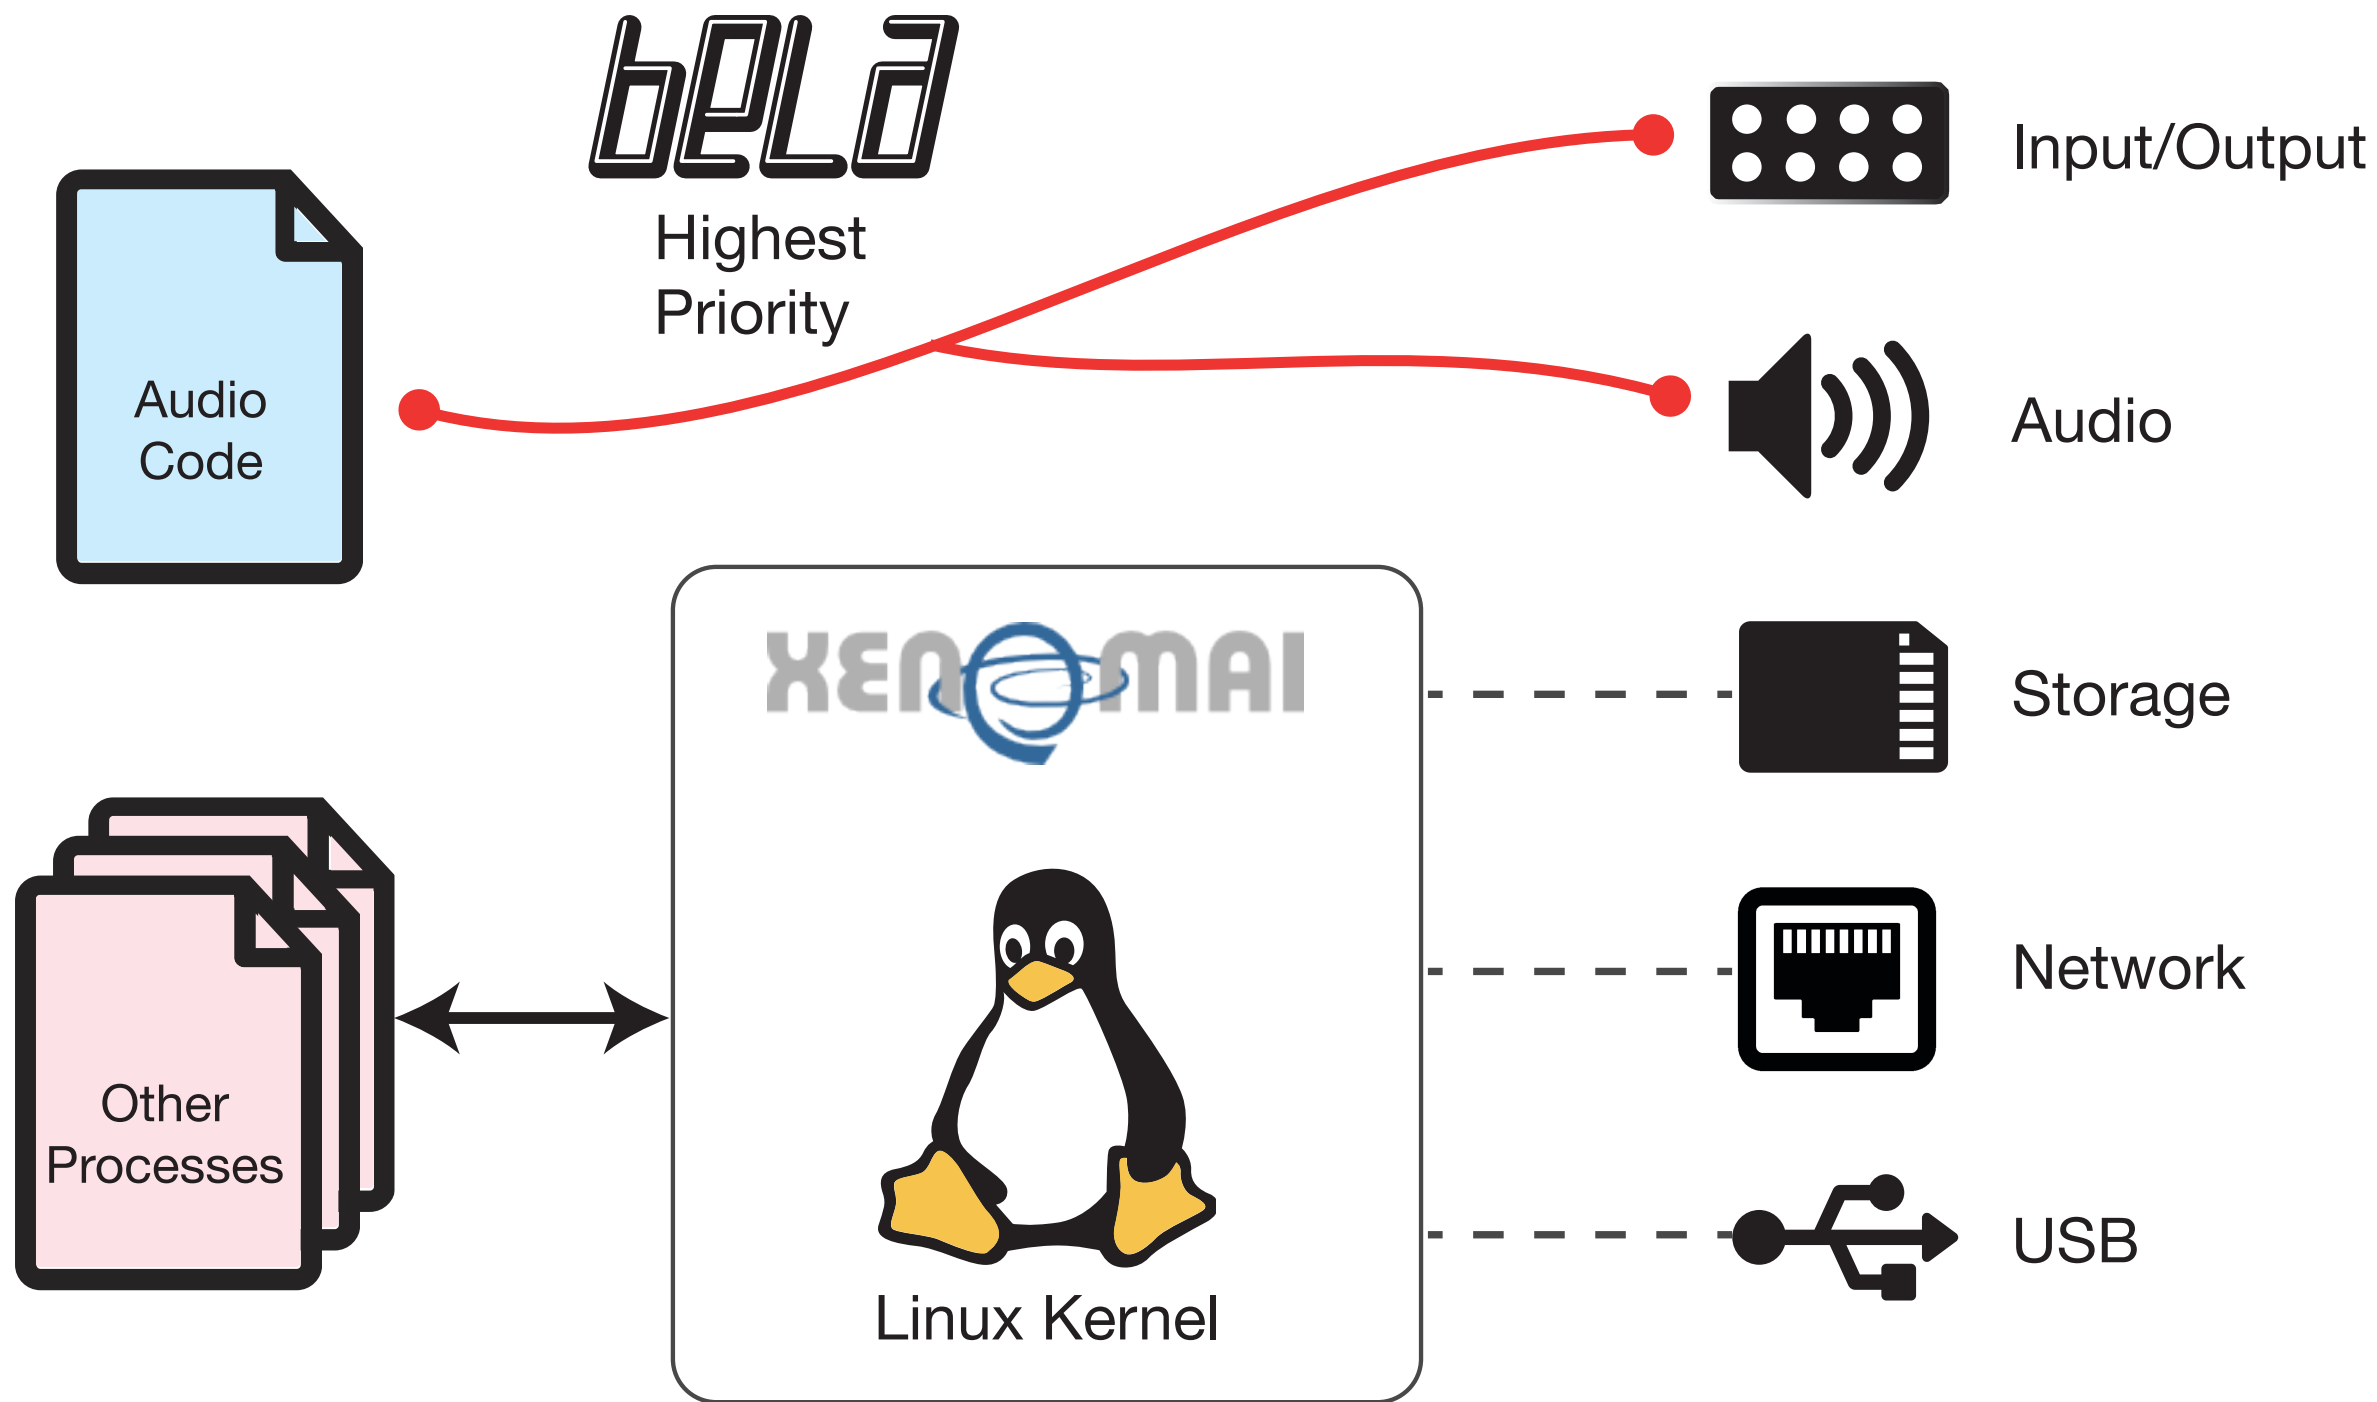 bela
Highest
Priority
Input/Output
Audio
Code
Audio
XENOMAI
Storage
Network
Other
Processes
USB
Linux Kernel